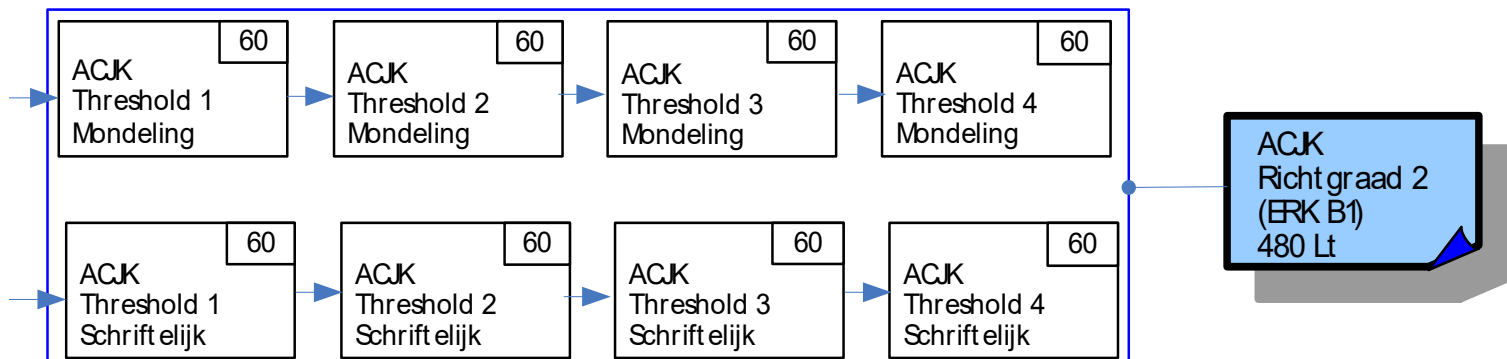 60
ACJK
Threshold 1
Mondeling
60
ACJK
Threshold 2
Mondeling
60
ACJK
Threshold 3
Mondeling
60
ACJK
Threshold 4
Mondeling
60
ACJK
Threshold 1
Schriftelijk
60
ACJK
Threshold 2
Schriftelijk
60
ACJK
Threshold 3
Schriftelijk
60
ACJK
Threshold 4
Schriftelijk
ACJK
Richtgraad 2
(ERK B1)
480 Lt